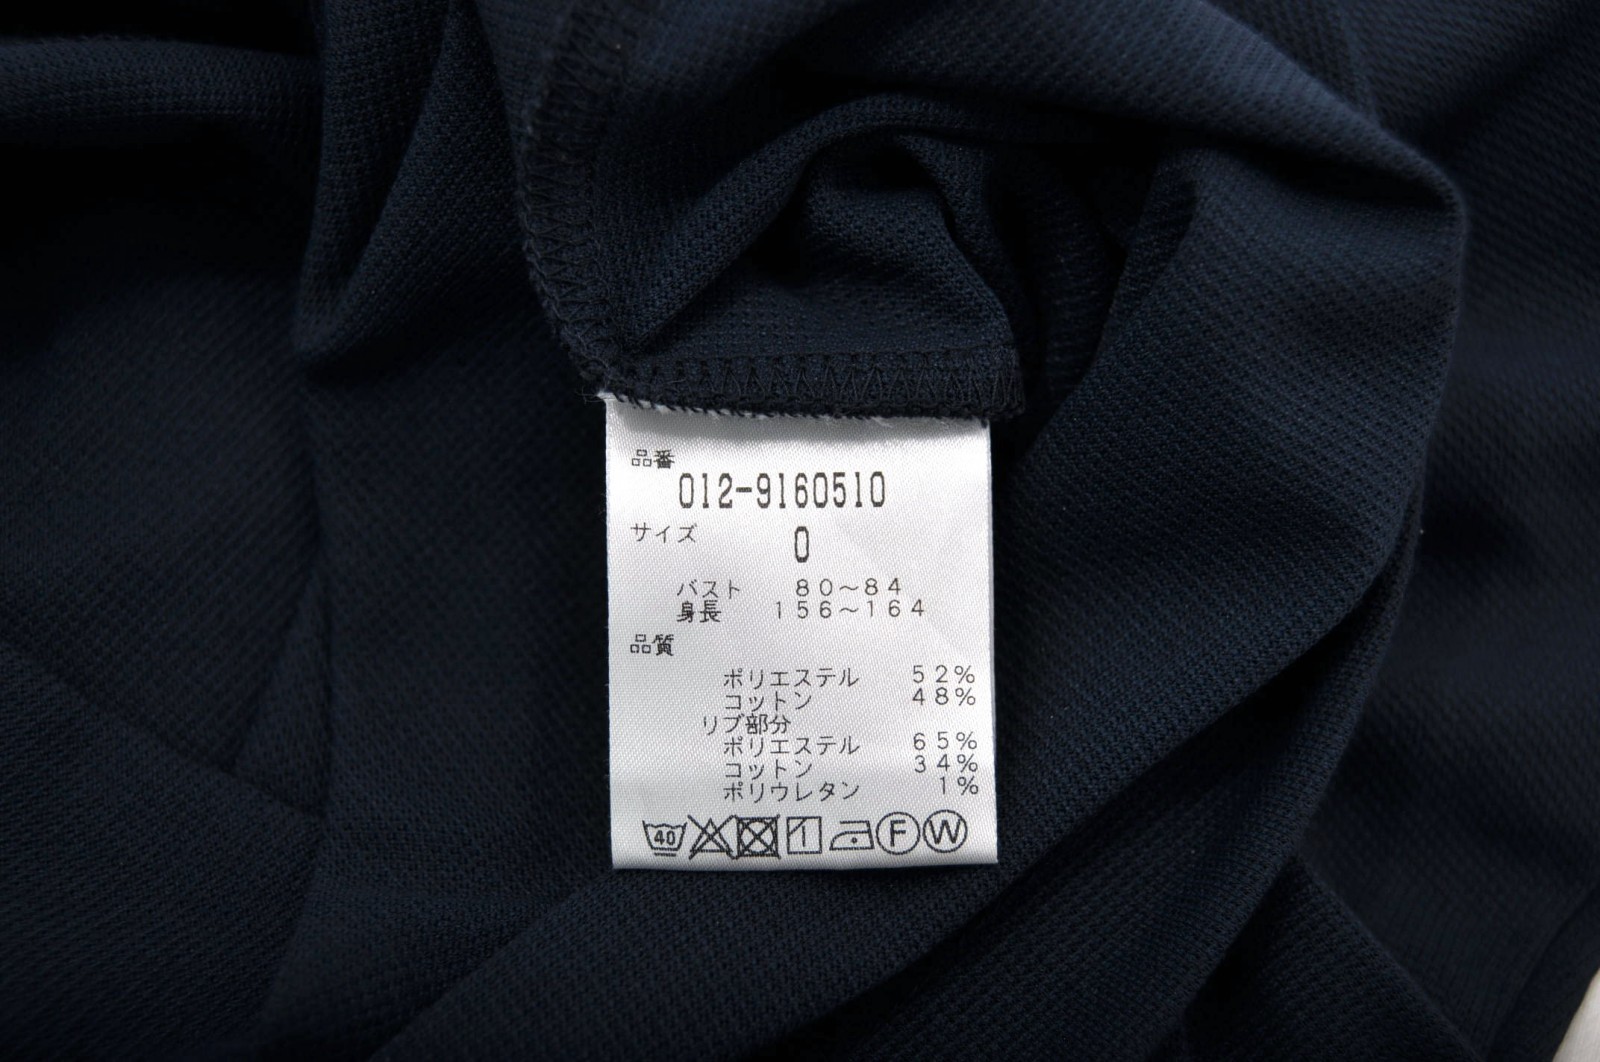 品番
012-9160510
サイズ
0
バスト 80～84
身長 156～164
品質
ポリエステル 52%
コットン 48%
リブ部分
ポリエステル 65%
コットン 34%
ポリウレタン 1%
40 F W